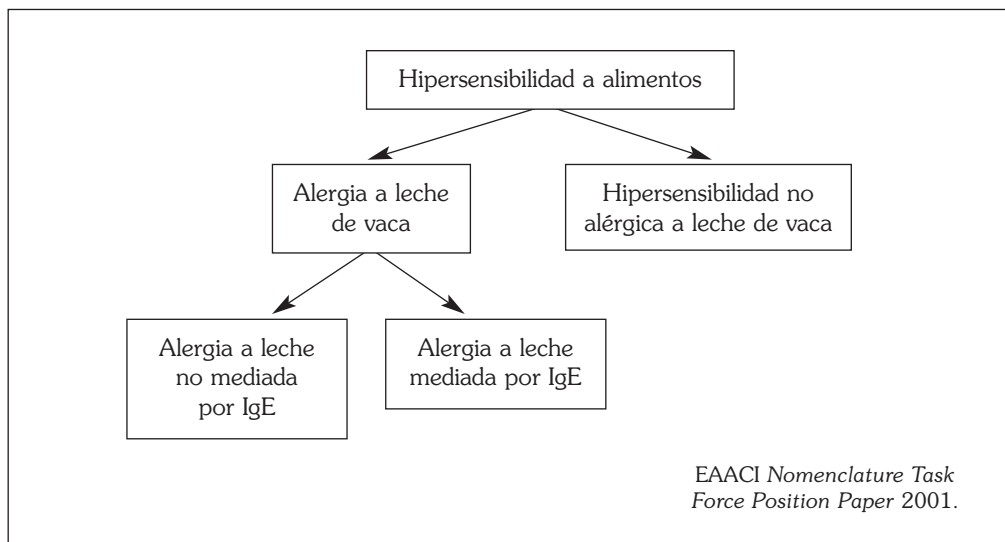 Hipersensibilidad a alimentos
Alergia a leche
de vaca
Hipersensibilidad no
alérgica a leche de vaca
Alergia a leche
no mediada
por IgE
Alergia a leche
mediada por IgE
EAACI Nomenclature Task
Force Position Paper 2001.